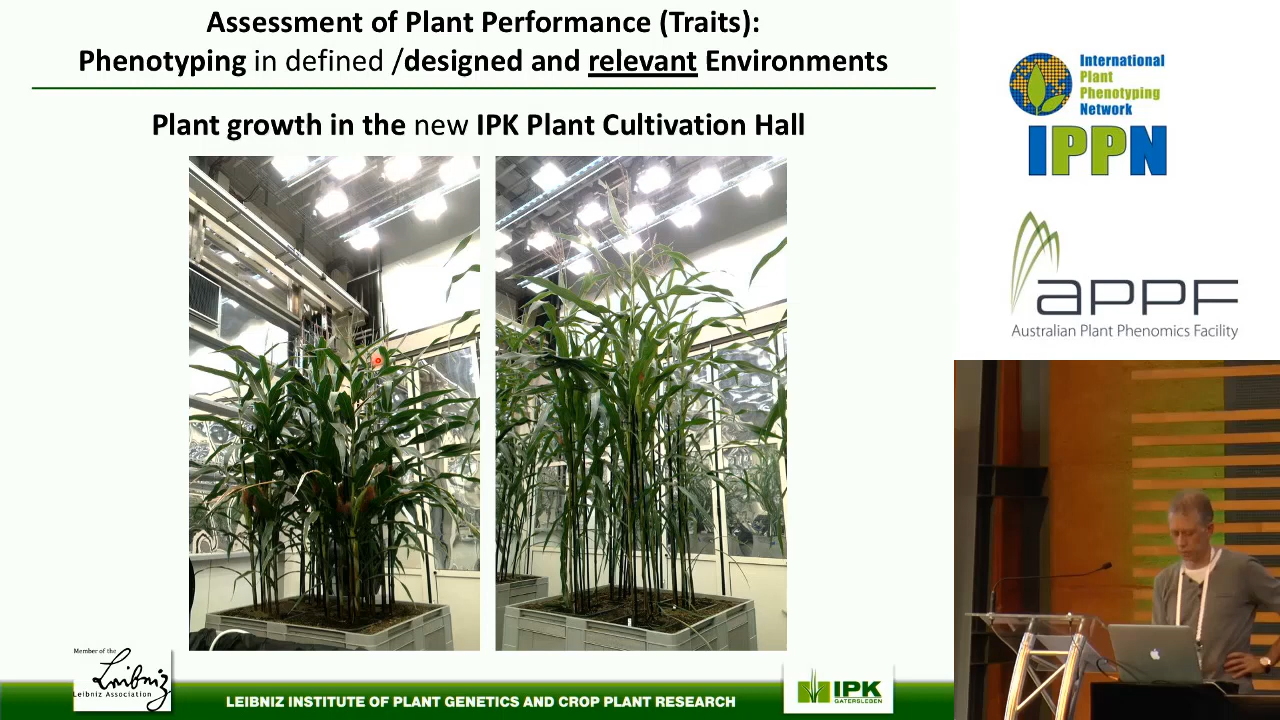 Assessment of Plant Performance (Traits):
Phenotyping in defined /designed and relevant Environments
Plant growth in the new IPK Plant Cultivation Hall
Member of the
Leibniz
Leibniz Association
LEIBNIZ INSTITUTE OF PLANT GENETICS AND CROP PLANT RESEARCH
IPK
GATERSLEBEN
International
Plant
Phenotyping
Network
IPPN
APPF
Australian Plant Phenomics Facility